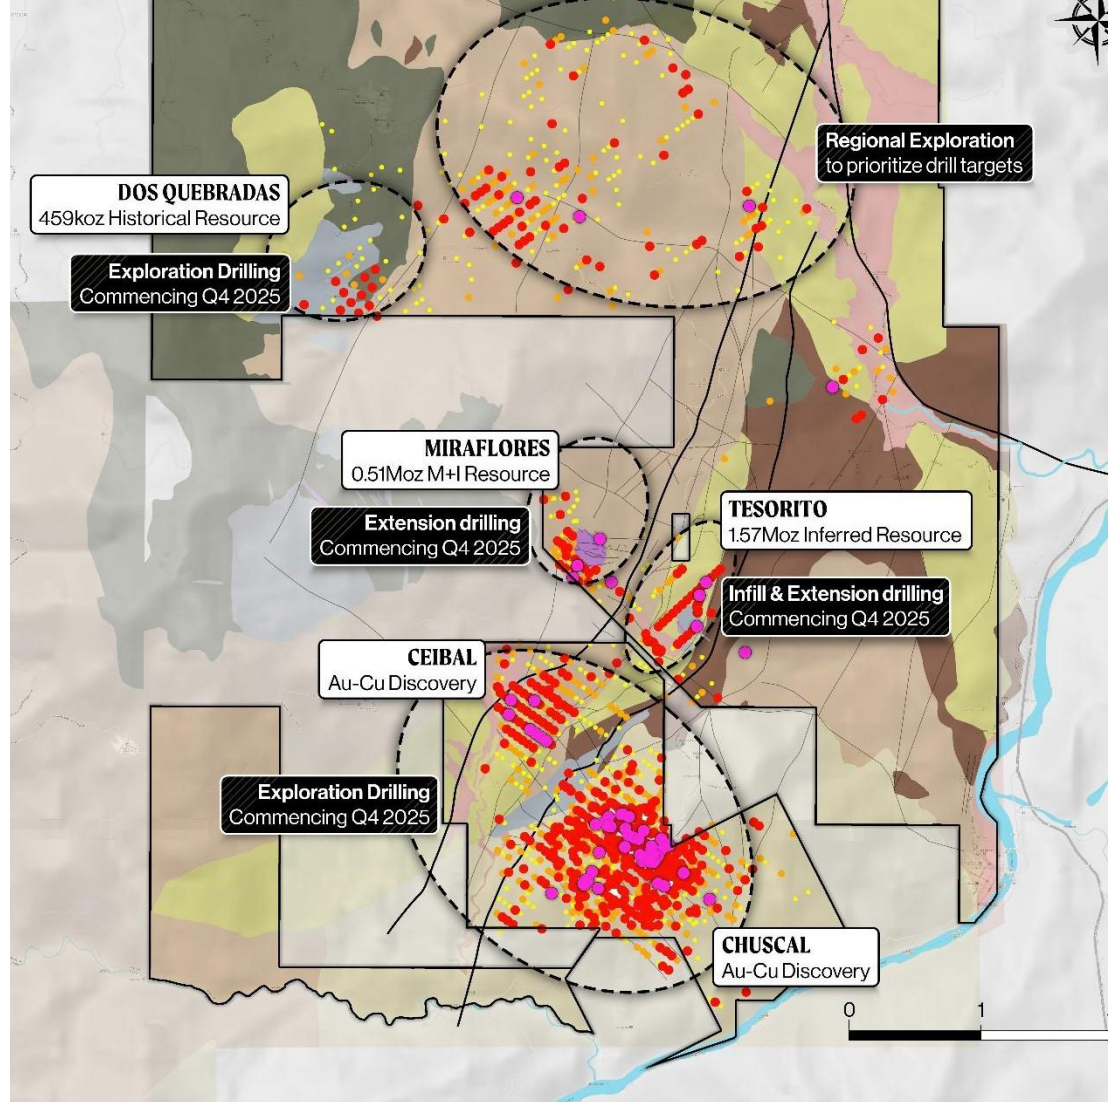 Regional Exploration
to prioritize drill targets
DOS QUEBRADAS
459koz Historical Resource
Exploration Drilling
Commencing Q4 2025
MIRAFLORES
0.51Moz M+I Resource
Extension drilling
Commencing Q4 2025
TESORITO
1.57Moz Inferred Resource
Infill & Extension drilling
Commencing Q4 2025
CEIBAL
Au-Cu Discovery
Exploration Drilling
Commencing Q4 2025
CHUSCAL
Au-Cu Discovery
0 1